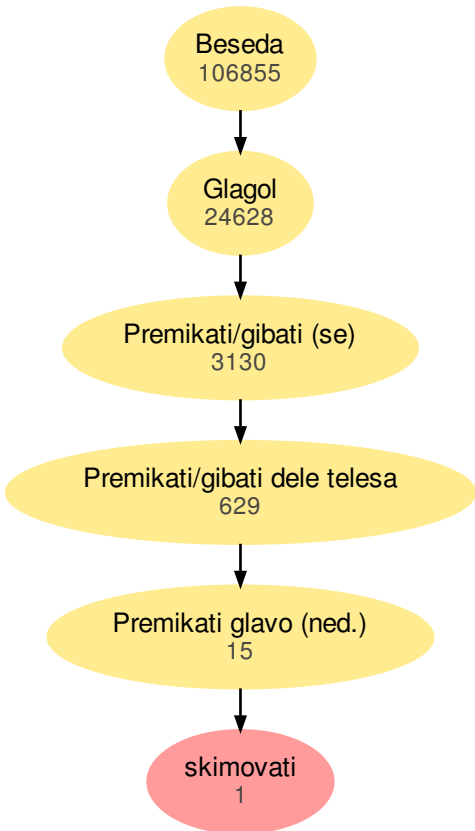 Beseda
106855
Glagol
24628
Premikati/gibati (se)
3130
Premikati/gibati dele telesa
629
Premikati glavo (ned.)
15
skimovati
1